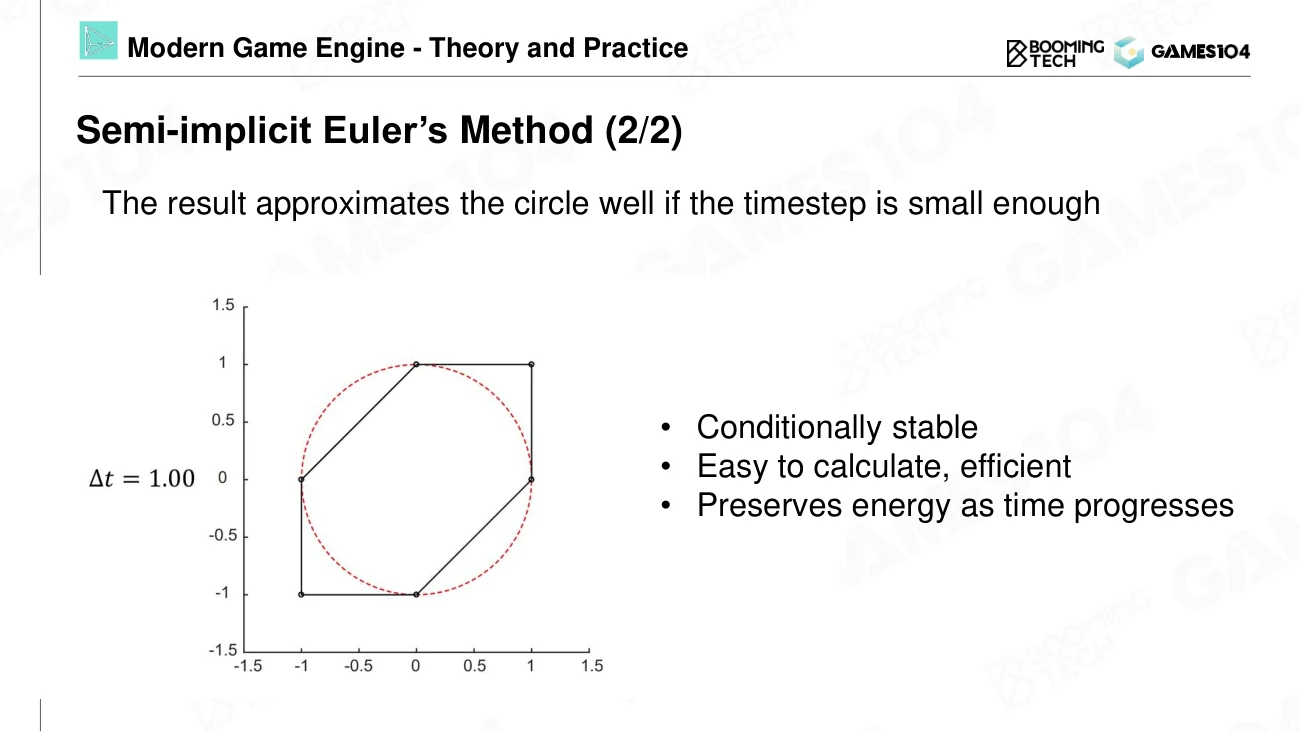 Modern Game Engine - Theory and Practice
BOOMING
TECH
GAMES104
Semi-implicit Euler’s Method (2/2)
The result approximates the circle well if the timestep is small enough
1.5
1
0.5
Δt = 1.00
0
-0.5
-1
-1.5
-1.5 -1 -0.5 0 0.5 1 1.5
• Conditionally stable
• Easy to calculate, efficient
• Preserves energy as time progresses